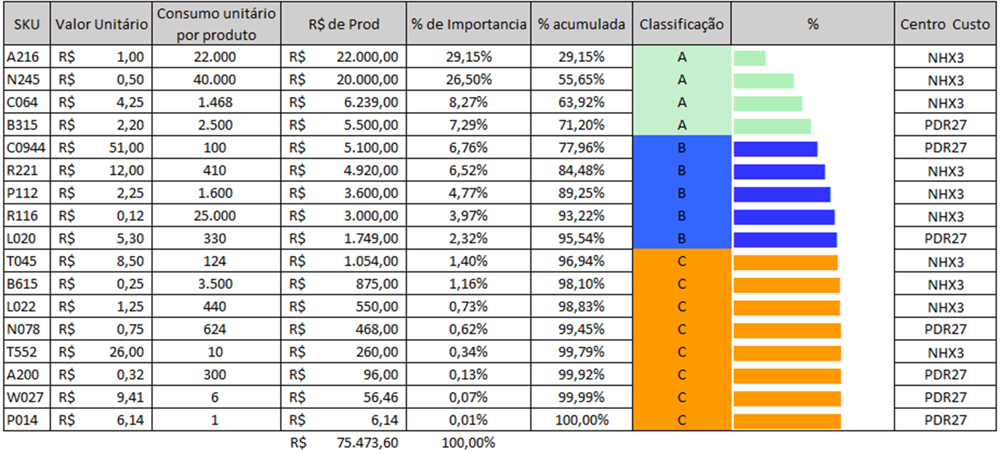 SKU Valor Unitário Consumo unitário por produto R$ de Prod % de Importancia % acumulada Classificação % Centro Custo
A216 R$ 1,00 22.000 R$ 22.000,00 29,15% 29,15% A NHX3
N245 R$ 0,50 40.000 R$ 20.000,00 26,50% 55,65% A NHX3
C064 R$ 4,25 1.468 R$ 6.239,00 8,27% 63,92% A NHX3
B315 R$ 2,20 2.500 R$ 5.500,00 7,29% 71,20% A PDR27
C0944 R$ 51,00 100 R$ 5.100,00 6,76% 77,96% B PDR27
R221 R$ 12,00 410 R$ 4.920,00 6,52% 84,48% B NHX3
P112 R$ 2,25 1.600 R$ 3.600,00 4,77% 89,25% B NHX3
R116 R$ 0,12 25.000 R$ 3.000,00 3,97% 93,22% B NHX3
L020 R$ 5,30 330 R$ 1.749,00 2,32% 95,54% B PDR27
T045 R$ 8,50 124 R$ 1.054,00 1,40% 96,94% C NHX3
B615 R$ 0,25 3.500 R$ 875,00 1,16% 98,10% C NHX3
L022 R$ 1,25 440 R$ 550,00 0,73% 98,83% C NHX3
N078 R$ 0,75 624 R$ 468,00 0,62% 99,45% C PDR27
T552 R$ 26,00 10 R$ 260,00 0,34% 99,79% C NHX3
A200 R$ 0,32 300 R$ 96,00 0,13% 99,92% C PDR27
W027 R$ 9,41 6 R$ 56,46 0,07% 99,99% C PDR27
P014 R$ 6,14 1 R$ 6,14 0,01% 100,00% C PDR27
R$ 75.473,60 100,00%